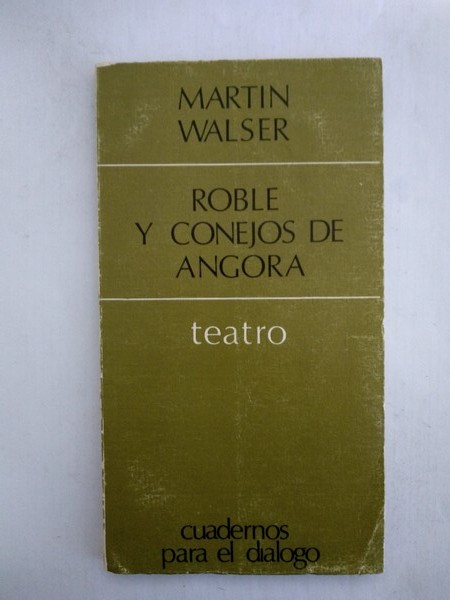 MARTIN
WALSER
ROBLE
Y CONEJOS DE
ANGORA
teatro
cuadernos
para el dialogo